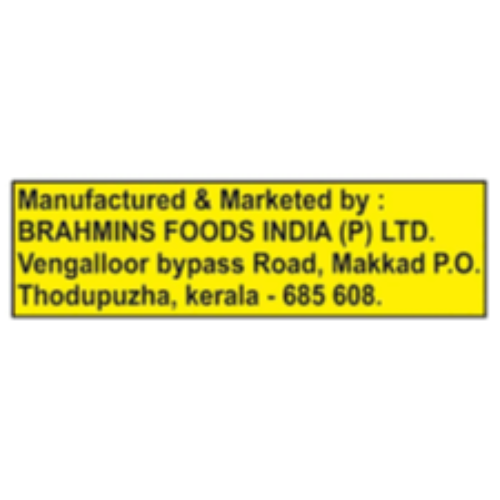 Manufactured & Marketed by :
BRAHMINS FOODS INDIA (P) LTD.
Vengalloor bypass Road, Makkad P.O.
Thodupuzha, kerala - 685 608.